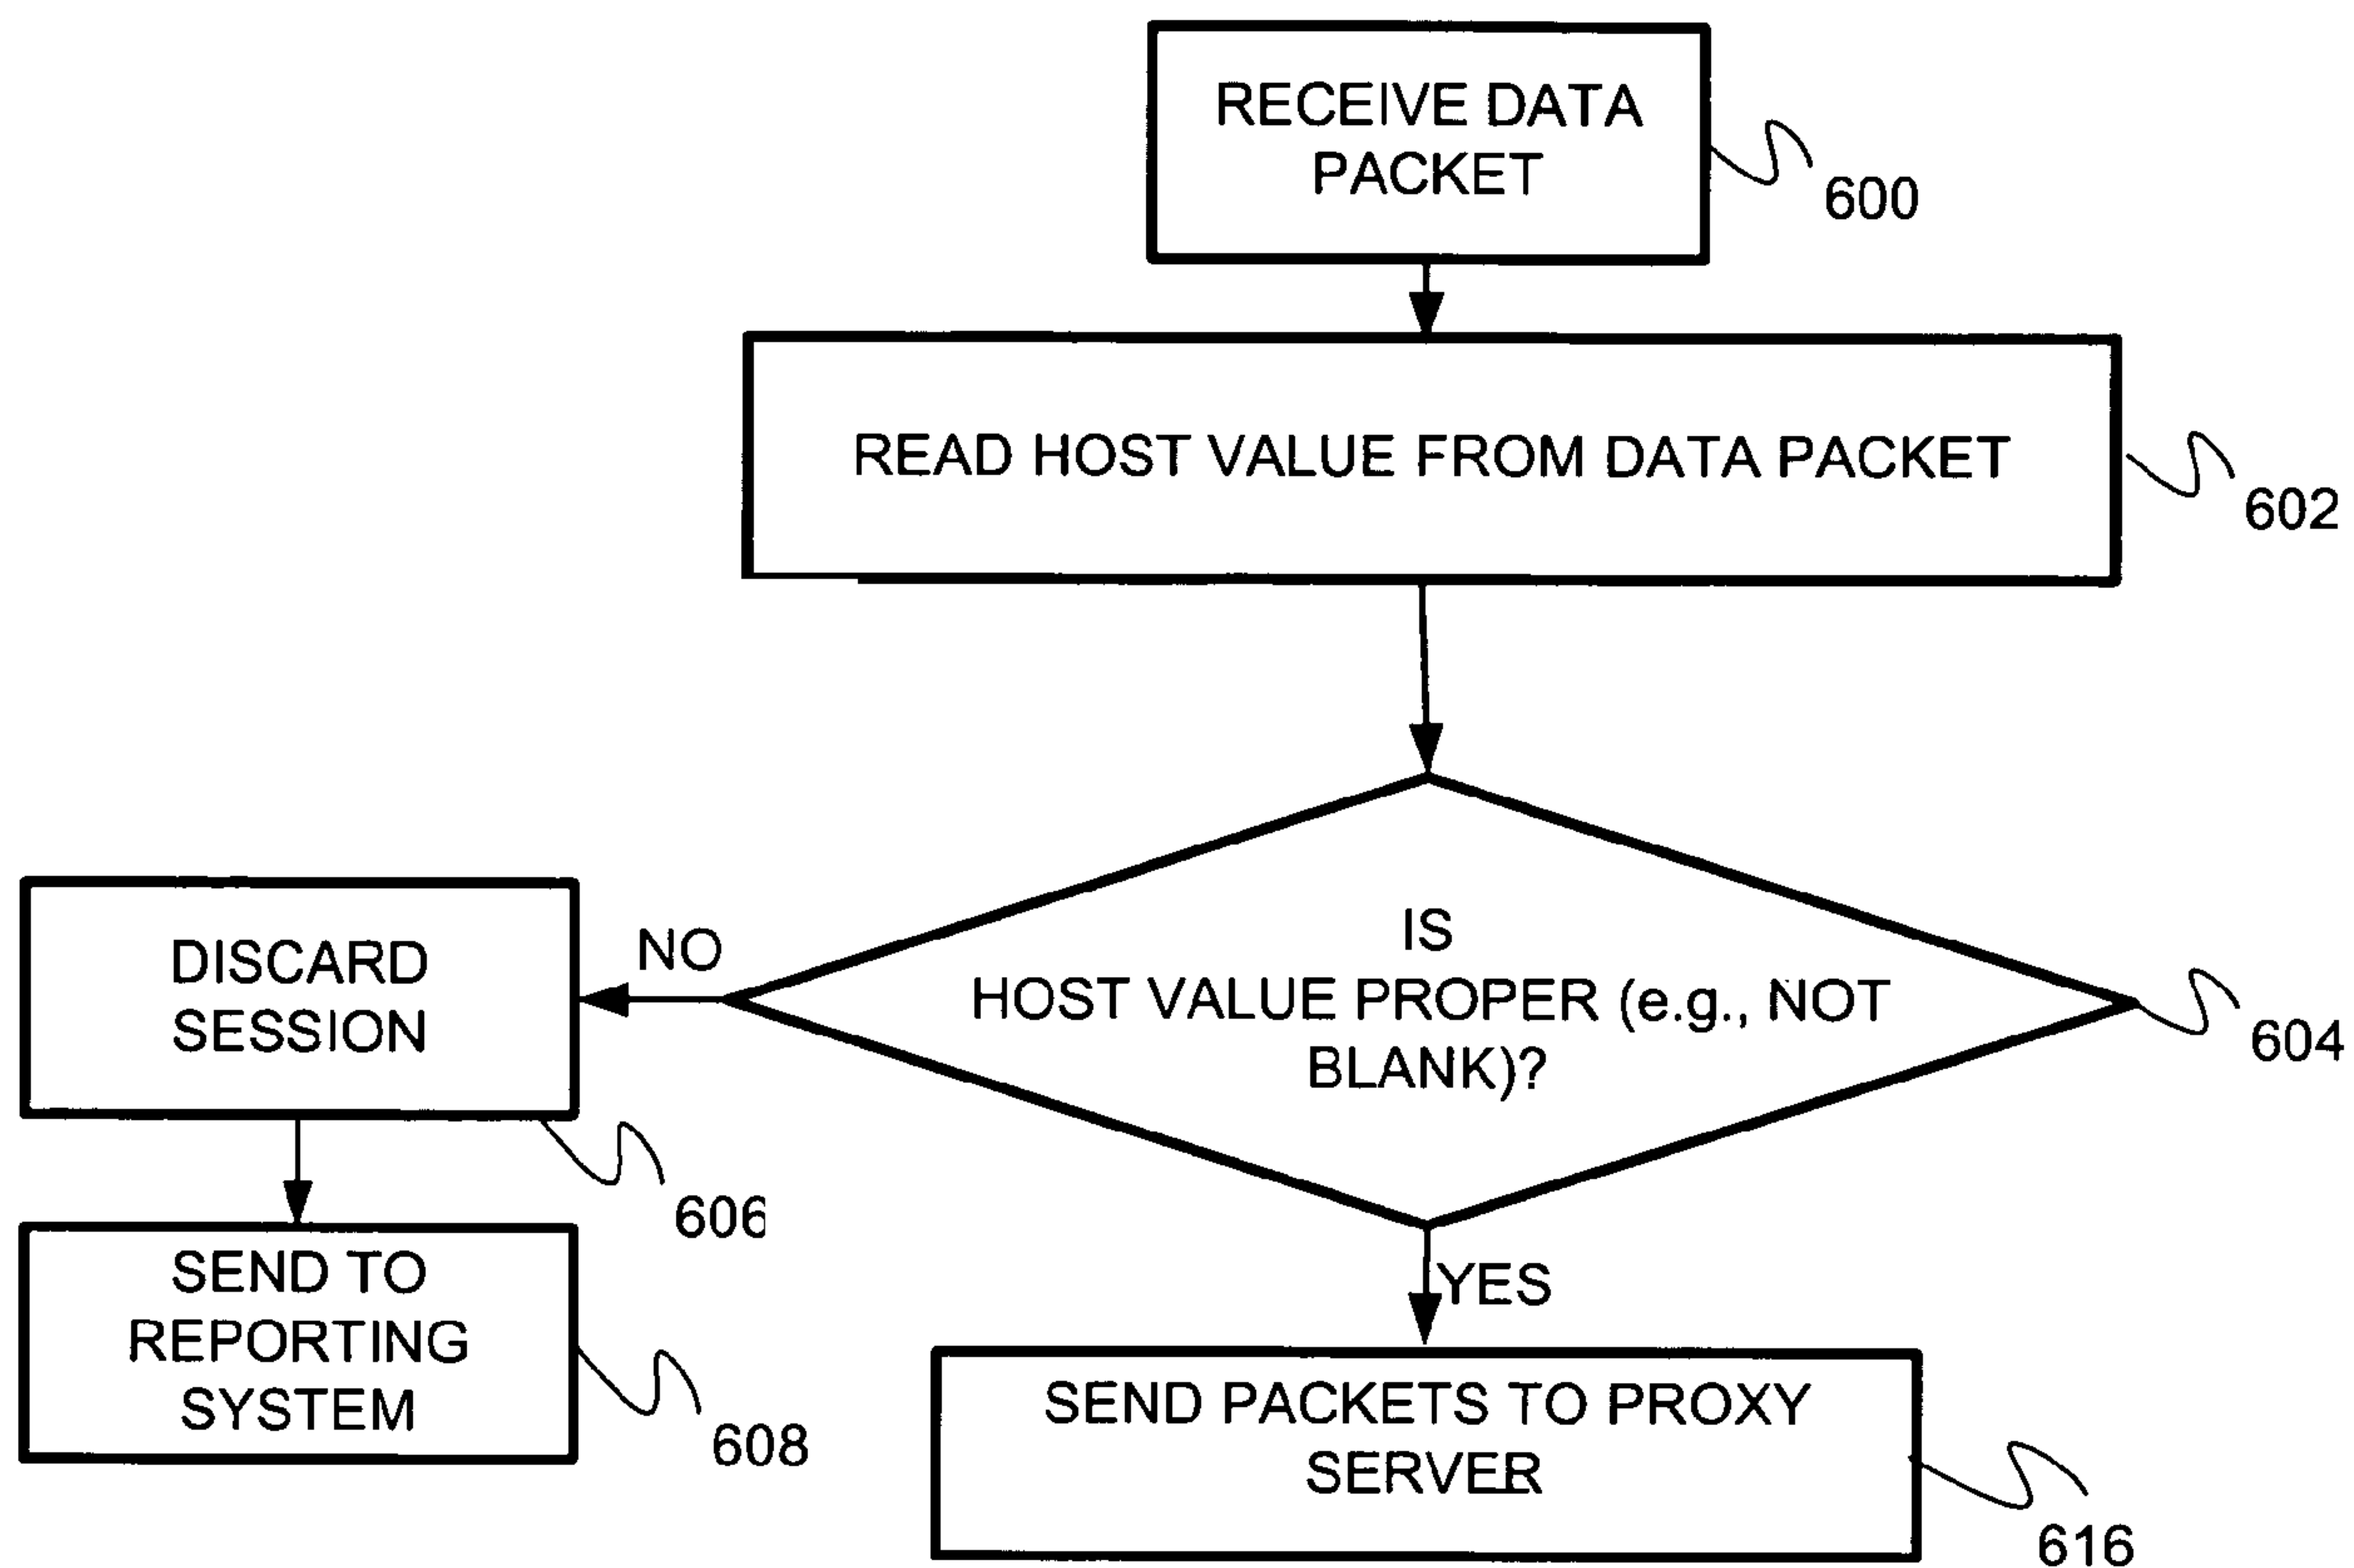 RECEIVE DATA
PACKET
600
READ HOST VALUE FROM DATA PACKET
602
IS
HOST VALUE PROPER (e.g., NOT
BLANK)?
604
NO
DISCARD
SESSION
606
SEND TO
REPORTING
SYSTEM
608
YES
SEND PACKETS TO PROXY
SERVER
616